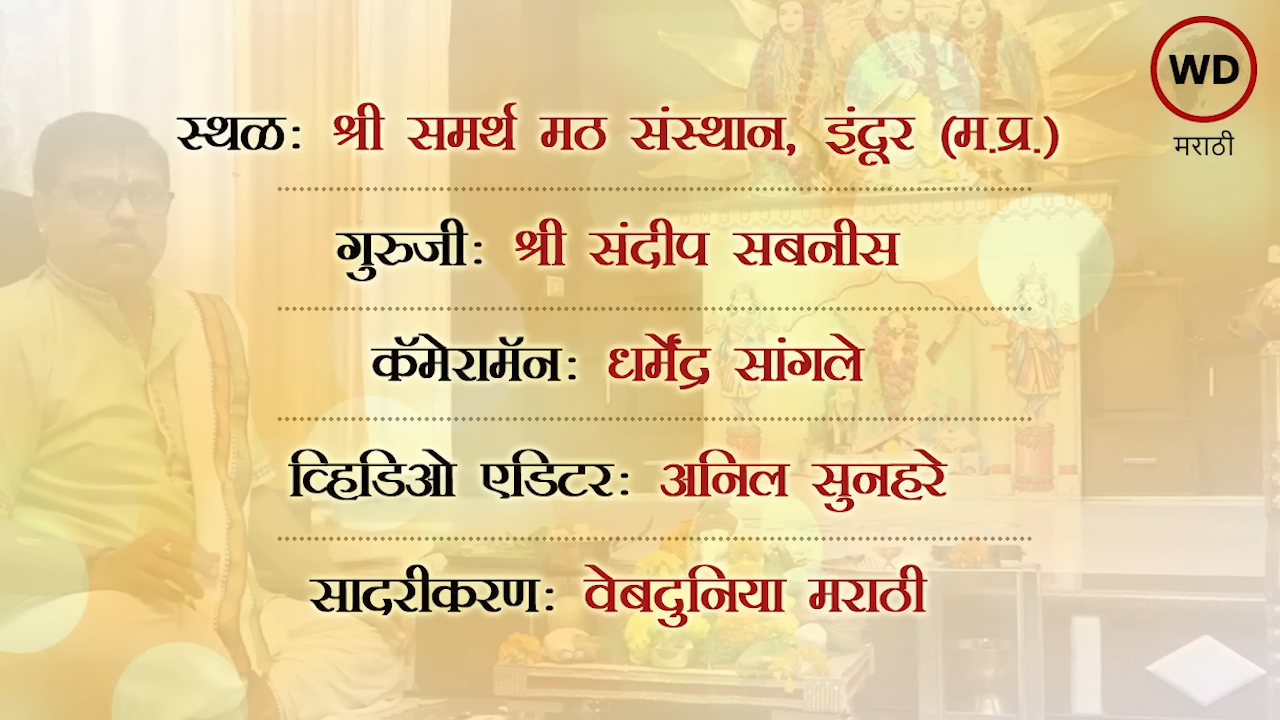 WD
मराठी
स्थळ: श्री समर्थ मठ संस्थान, इंदूर (म.प्र.)
गुरुजी: श्री संदीप सबनीस
कॅमेरामॅन: धर्मेंद्र सांगले
व्हिडिओ एडिटर: अनिल सुनहरे
सादरीकरण: वेबदुनिया मराठी